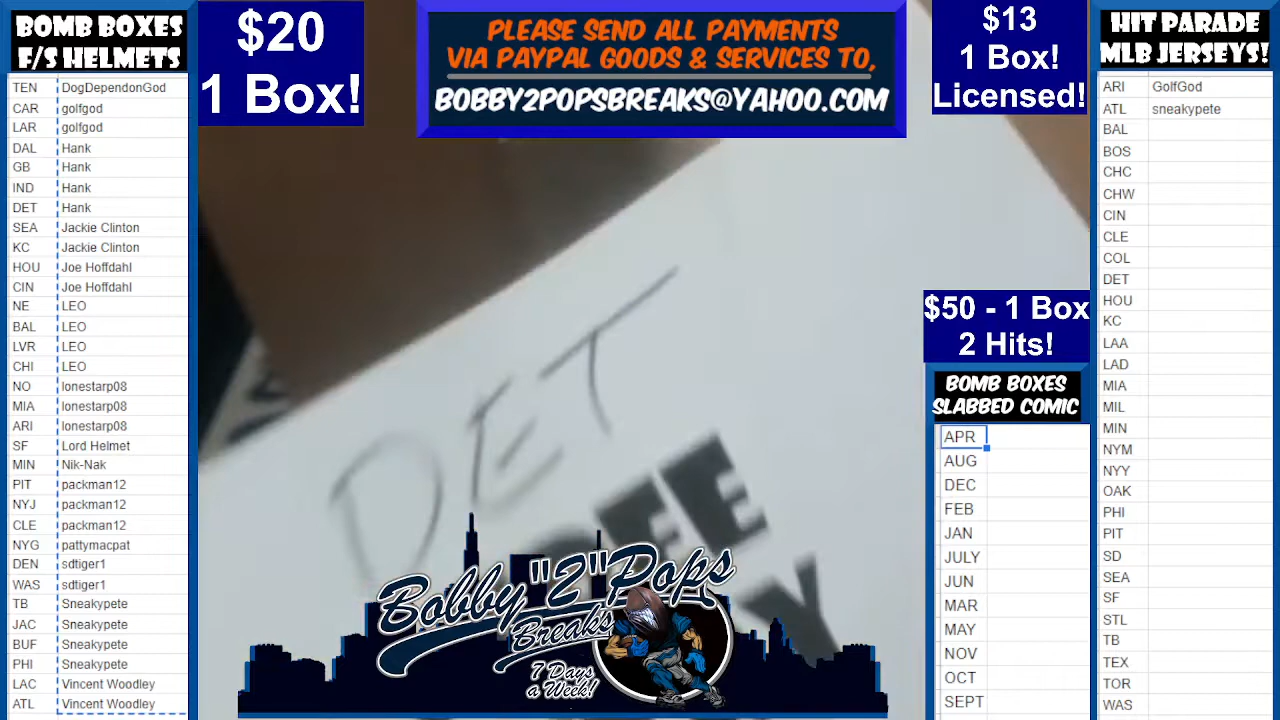 BOMB BOXES
F/S HELMETS
TEN DogDependonGod
CAR golfgod
LAR golfgod
DAL Hank
GB Hank
IND Hank
DET Hank
SEA Jackie Clinton
KC Jackie Clinton
HOU Joe Hoffdahl
CIN Joe Hoffdahl
NE LEO
BAL LEO
LVR LEO
CHI LEO
NO lonestarp08
MIA lonestarp08
ARI lonestarp08
SF Lord Helmet
MIN Nik-Nak
PIT packman12
NYJ packman12
CLE packman12
NYG pattymacpat
DEN sdtiger1
WAS sdtiger1
TB Sneakypete
JAC Sneakypete
BUF Sneakypete
PHI Sneakypete
LAC Vincent Woodley
ATL Vincent Woodley
$20
1 Box!
PLEASE SEND ALL PAYMENTS
VIA PAYPAL GOODS & SERVICES TO,
BOBBY2POPSBREAKS@YAHOO.COM
DET
Bobby "2" Pops
Breaks
7 Days
a Week!
$13
1 Box!
Licensed!
$50 - 1 Box
2 Hits!
BOMB BOXES
SLABBED COMIC
APR
AUG
DEC
FEB
JAN
JULY
JUN
MAR
MAY
NOV
OCT
SEPT
HIT PARADE
MLB JERSEYS!
ARI GolfGod
ATL sneakypete
BAL
BOS
CHC
CHW
CIN
CLE
COL
DET
HOU
KC
LAA
LAD
MIA
MIL
MIN
NYM
NYY
OAK
PHI
PIT
SD
SEA
SF
STL
TB
TEX
TOR
WAS